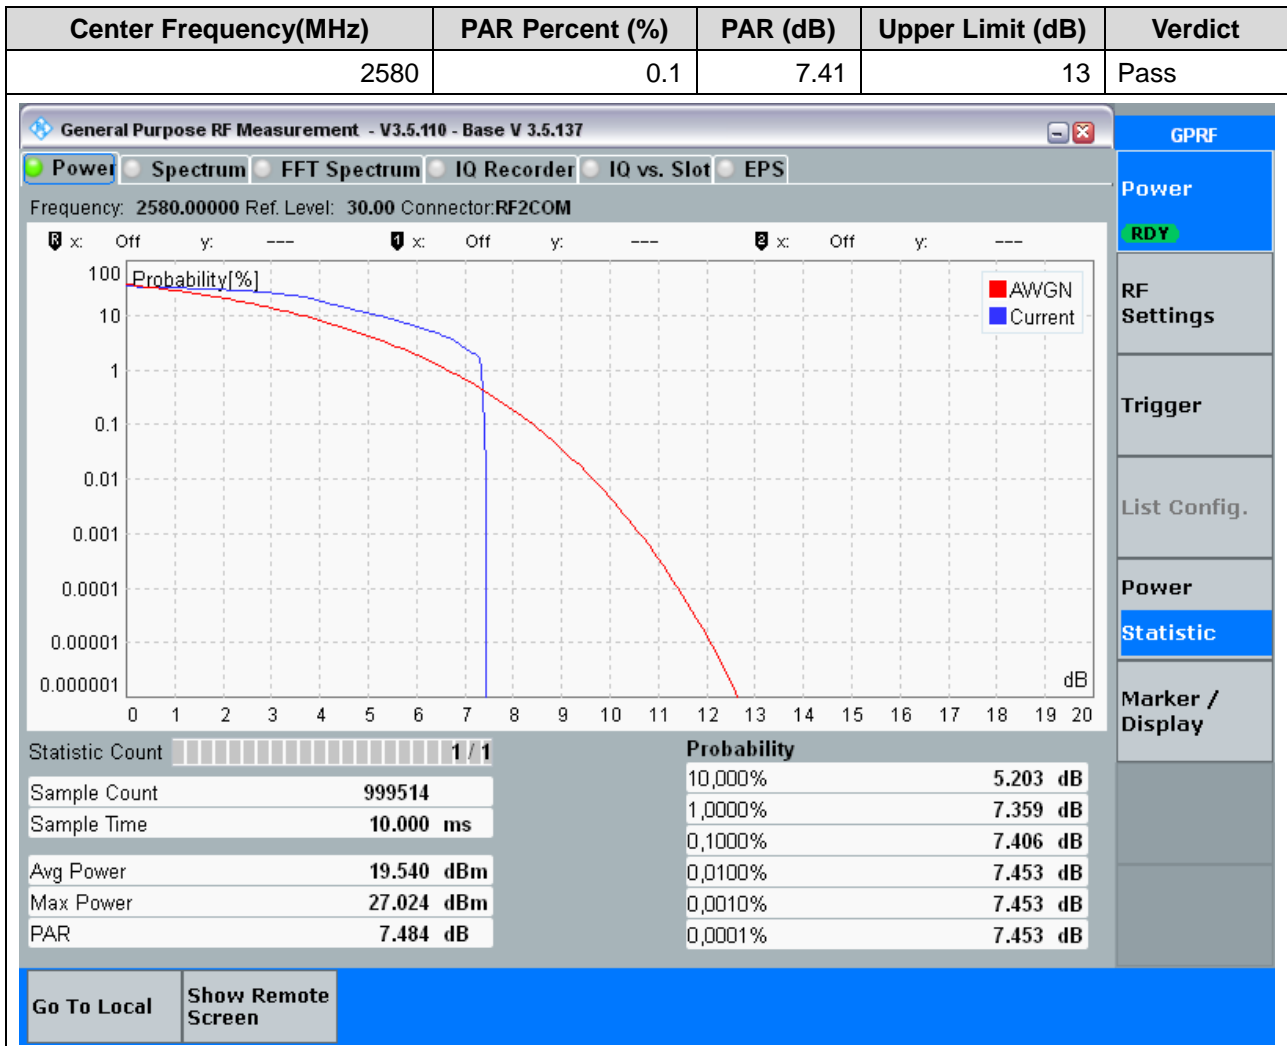 Center Frequency(MHz) PAR Percent (%) PAR (dB) Upper Limit (dB) Verdict
2580 0.1 7.41 13 Pass
General Purpose RF Measurement - V3.5.110 - Base V 3.5.137
GPRF
Power Spectrum FFT Spectrum IQ Recorder IQ vs. Slot EPS
Frequency: 2580.00000 Ref. Level: 30.00 Connector:RF2COM
R x: Off y: --- 1 x: Off y: --- 2 x: Off y: ---
Probability[%]
100
10
1
0.1
0.01
0.001
0.0001
0.00001
0.000001
AWGN
Current
dB
0 1 2 3 4 5 6 7 8 9 10 11 12 13 14 15 16 17 18 19 20
Statistic Count 1 / 1
Sample Count 999514
Sample Time 10.000 ms
Avg Power 19.540 dBm
Max Power 27.024 dBm
PAR 7.484 dB
Probability
10,000% 5.203 dB
1,0000% 7.359 dB
0,1000% 7.406 dB
0,0100% 7.453 dB
0,0010% 7.453 dB
0,0001% 7.453 dB
Power
RDY
RF
Settings
Trigger
List Config.
Power
Statistic
Marker /
Display
Go To Local
Show Remote
Screen